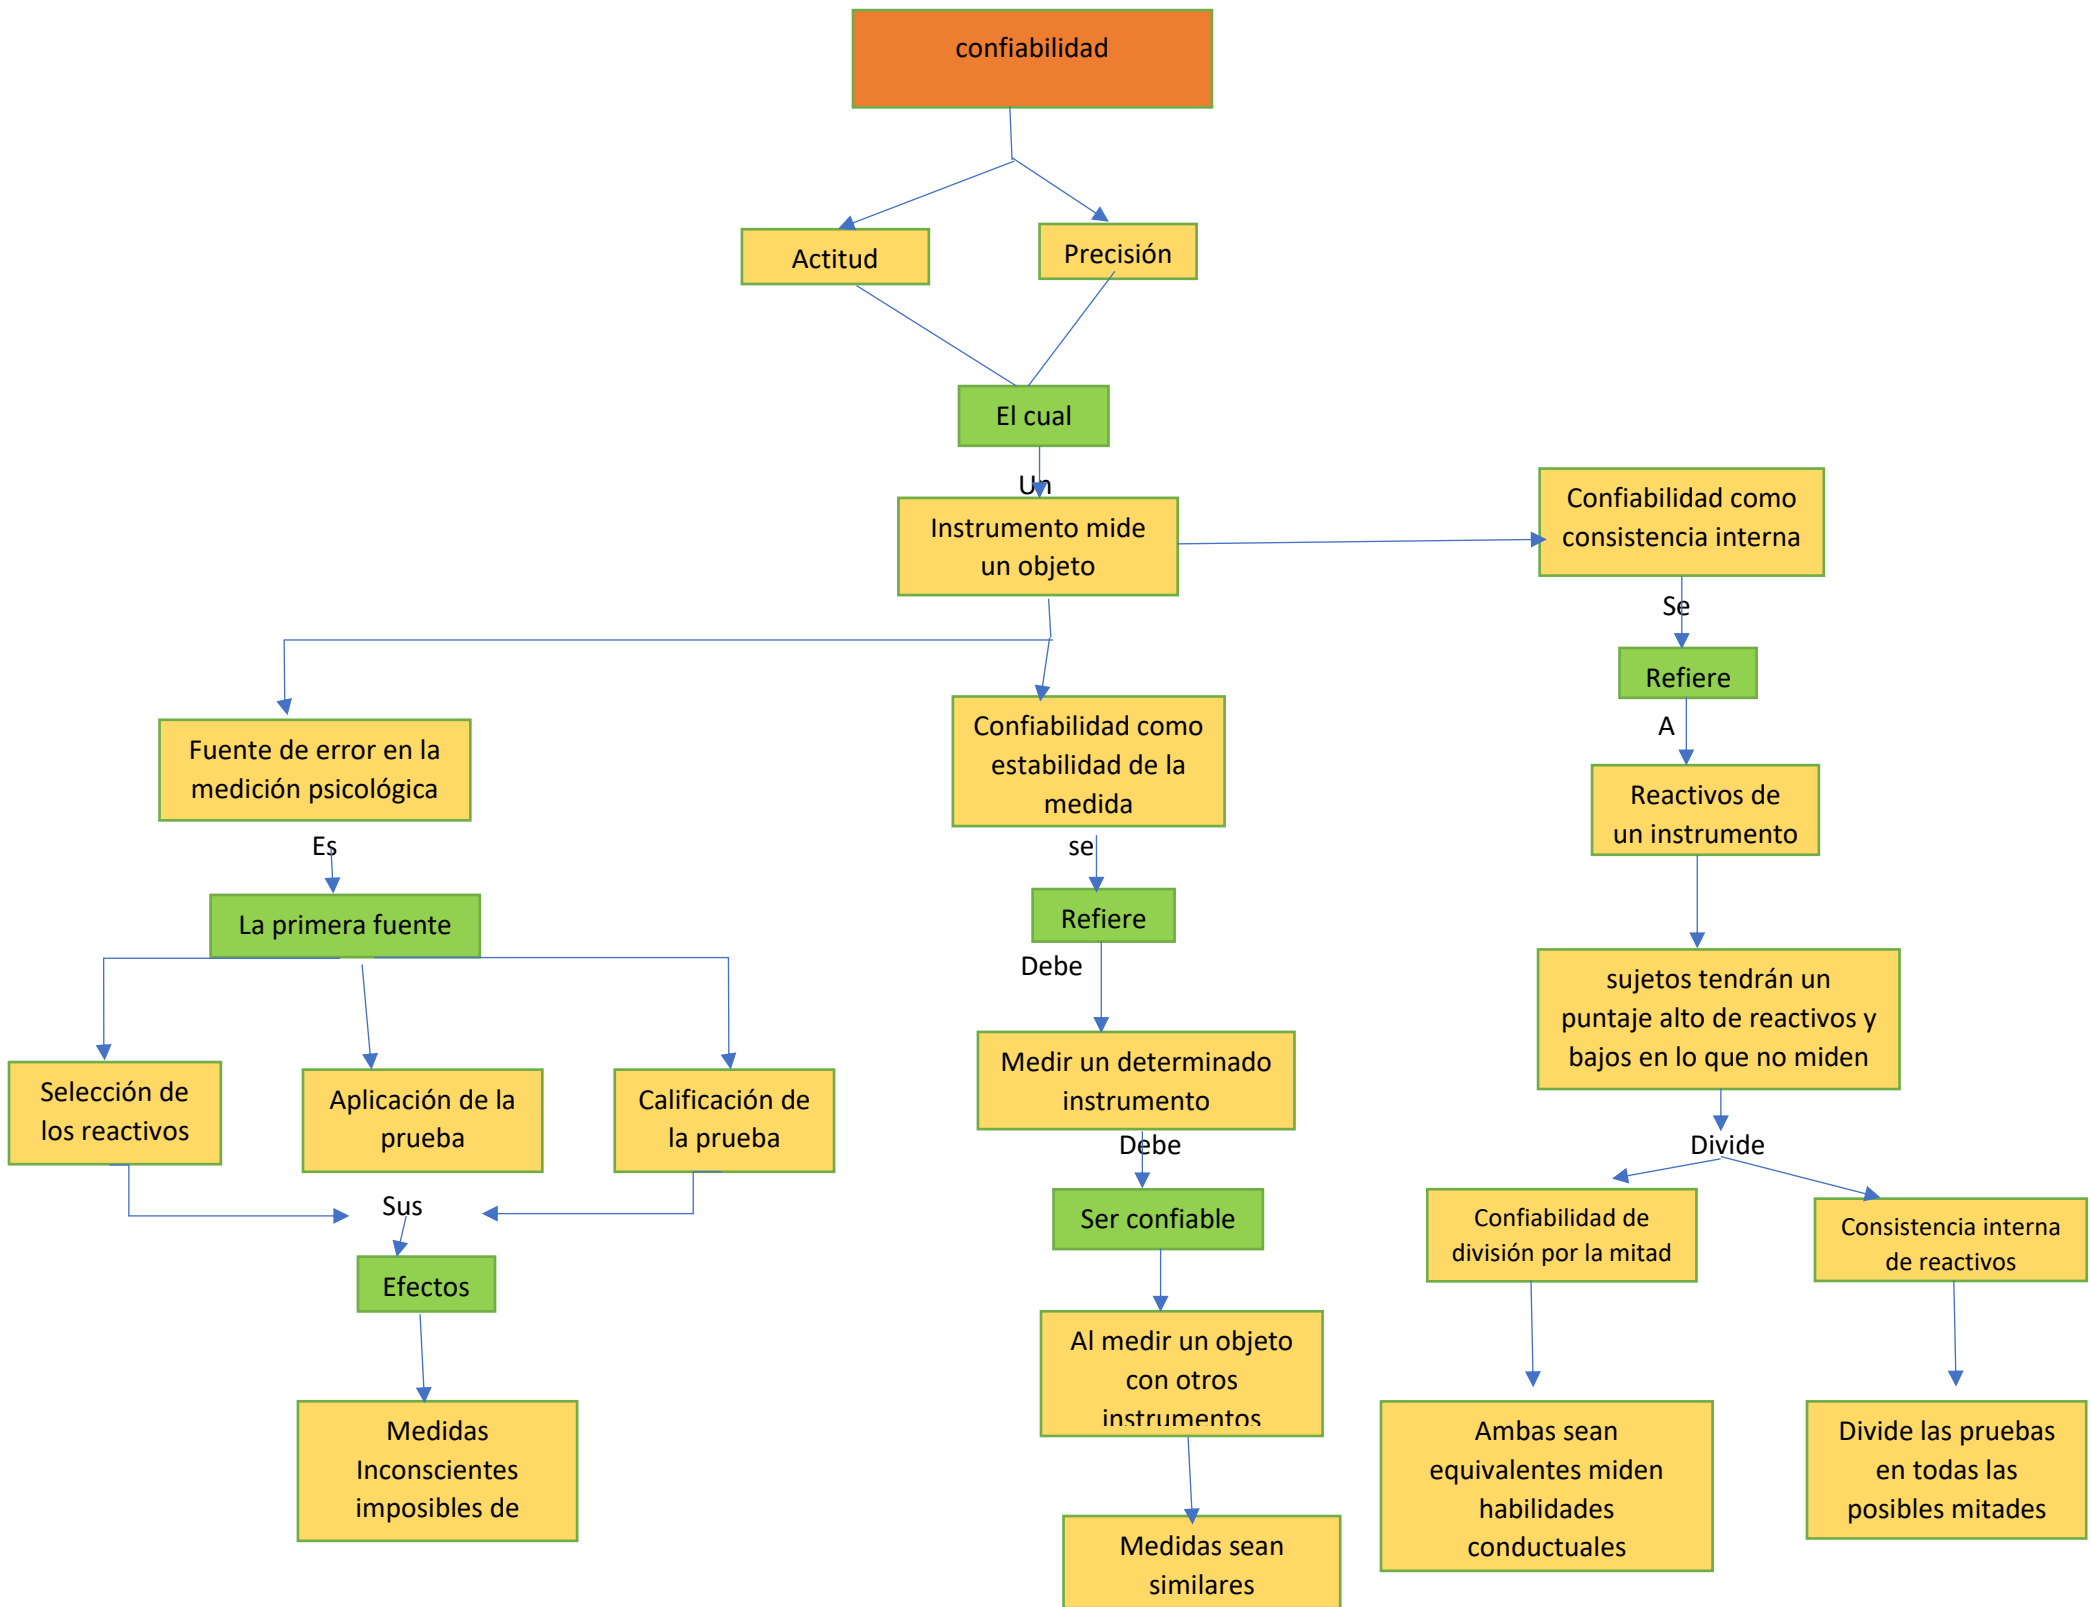 confiabilidad
Actitud
Precisión
El cual
Un
Instrumento mide
un objeto
Confiabilidad como
consistencia interna
Se
Refiere
A
Reactivos de
un instrumento
sujetos tendrán un
puntaje alto de reactivos y
bajos en lo que no miden
Divide
Confiabilidad de
división por la mitad
Consistencia interna
de reactivos
Ambas sean
equivalentes miden
habilidades
conductuales
Divide las pruebas
en todas las
posibles mitades
Fuente de error en la
medición psicológica
Es
La primera fuente
Selección de
los reactivos
Aplicación de la
prueba
Calificación de
la prueba
Sus
Efectos
Medidas
Inconscientes
imposibles de
Confiabilidad como
estabilidad de la
medida
se
Refiere
Debe
Medir un determinado
instrumento
Debe
Ser confiable
Al medir un objeto
con otros
instrumentos
Medidas sean
similares